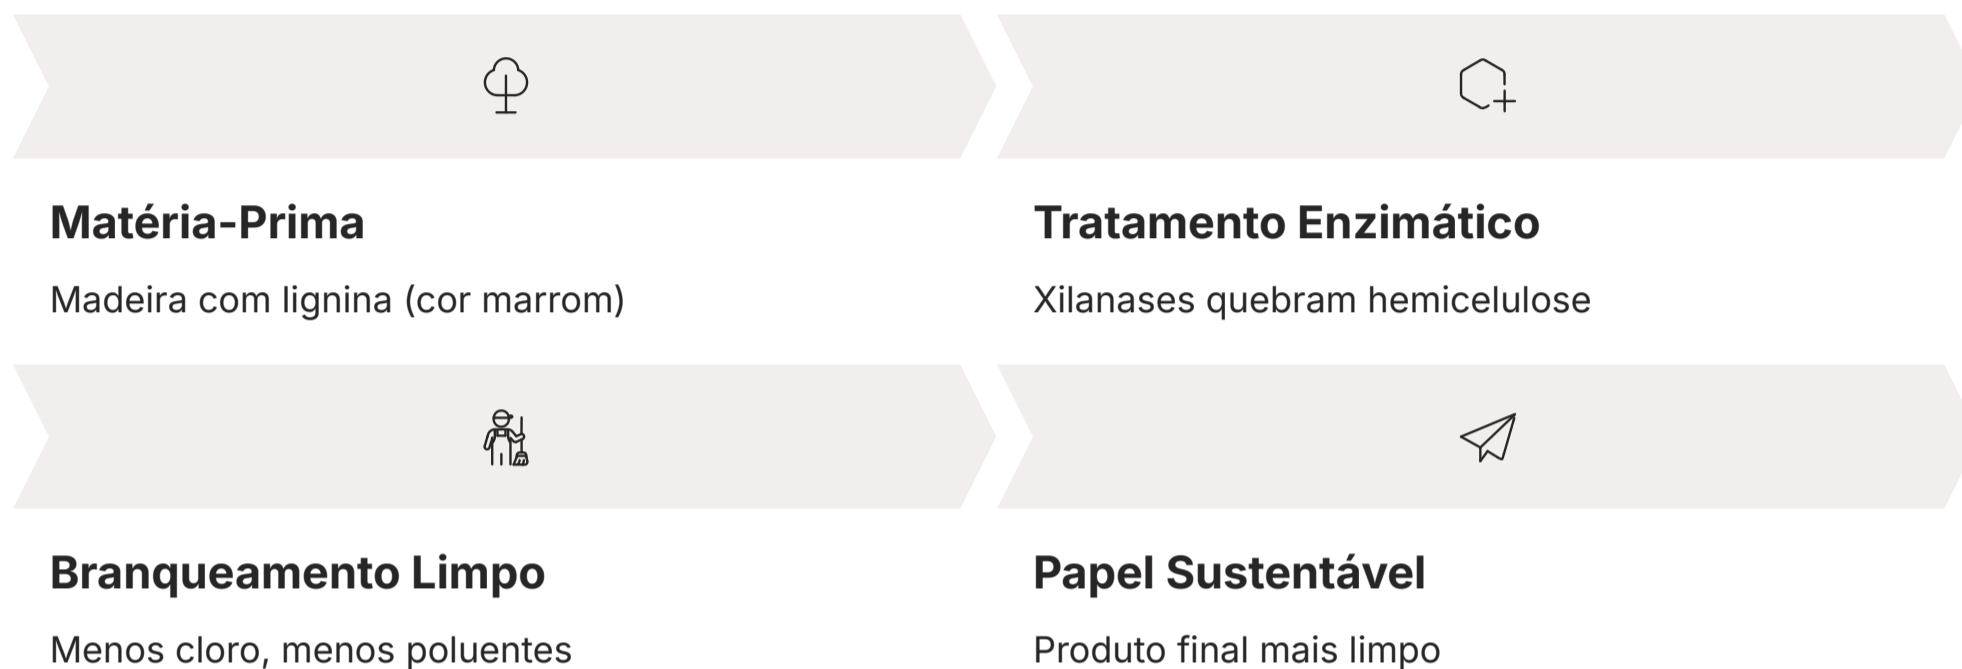 Matéria-Prima
Madeira com lignina (cor marrom)
Tratamento Enzimático
Xilanases quebram hemicelulose
Branqueamento Limpo
Menos cloro, menos poluentes
Papel Sustentável
Produto final mais limpo